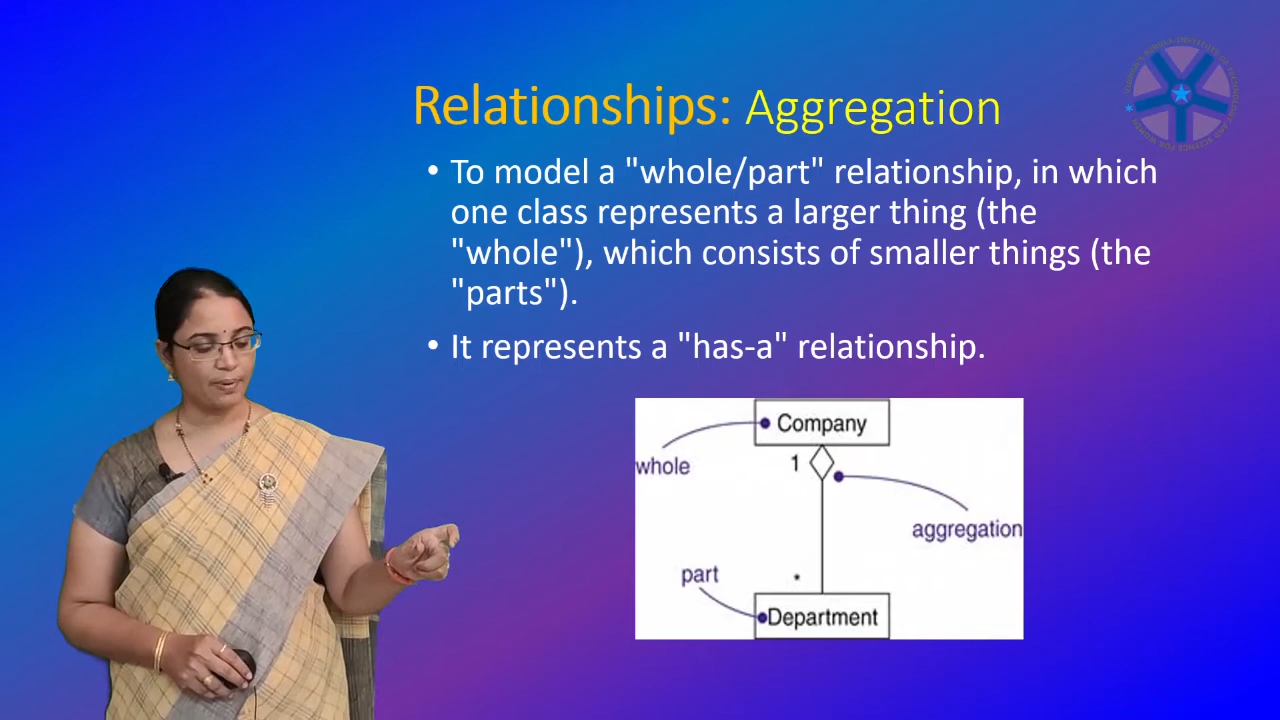 Relationships: Aggregation
• To model a "whole/part" relationship, in which
one class represents a larger thing (the
"whole"), which consists of smaller things (the
"parts").
• It represents a "has-a" relationship.
Company
whole
1
aggregation
part
*
Department